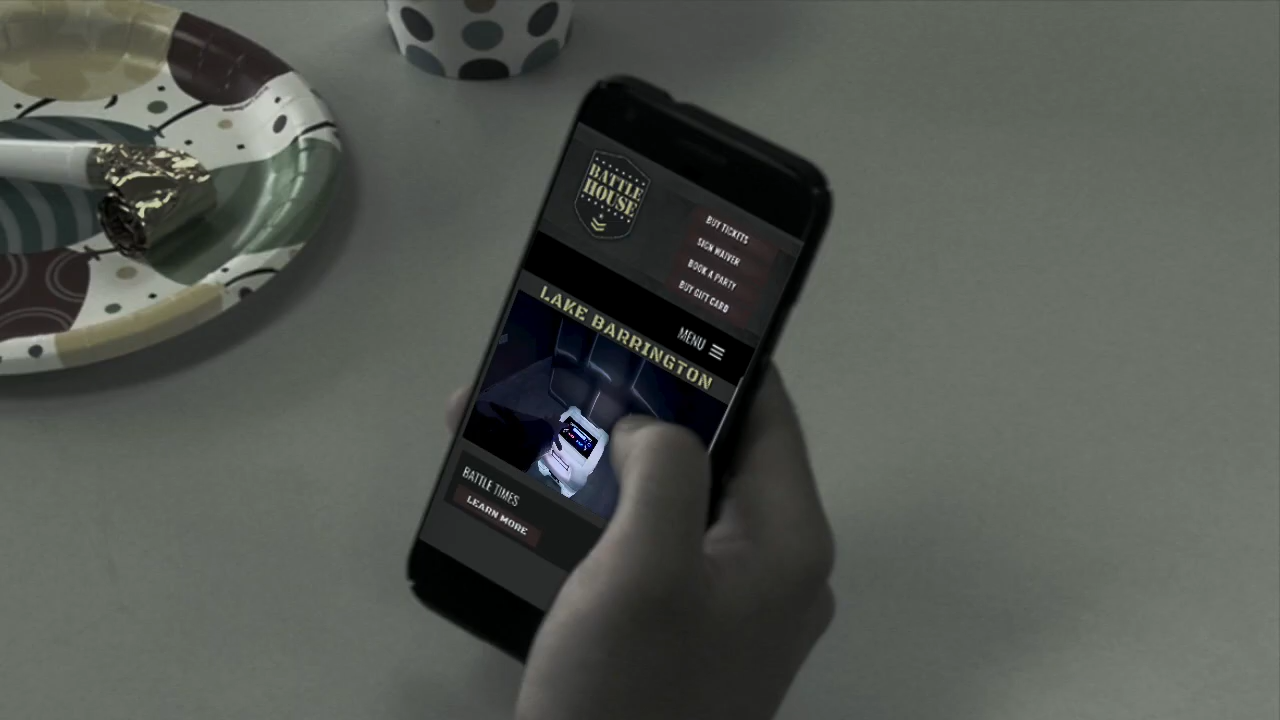 BATTLE
HOUSE
BUY TICKETS
SIGN WAIVER
BOOK A PARTY
BUY GIFT CARD
MENU
LAKE BARRINGTON
BATTLE TIMES
LEARN MORE